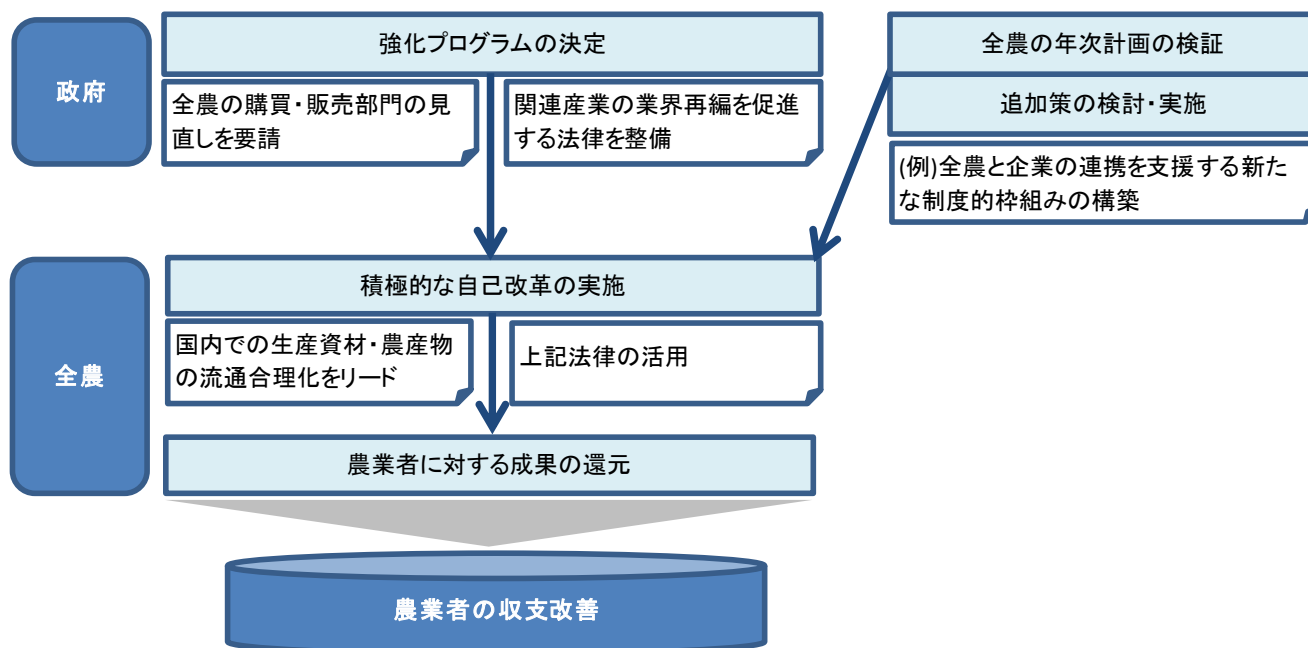 政府
強化プログラムの決定
全農の購買・販売部門の見
直しを要請
関連産業の業界再編を促進
する法律を整備
全農の年次計画の検証
追加策の検討・実施
(例)全農と企業の連携を支援する新た
な制度的枠組みの構築
全農
積極的な自己改革の実施
国内での生産資材・農産物
の流通合理化をリード
上記法律の活用
農業者に対する成果の還元
農業者の収支改善